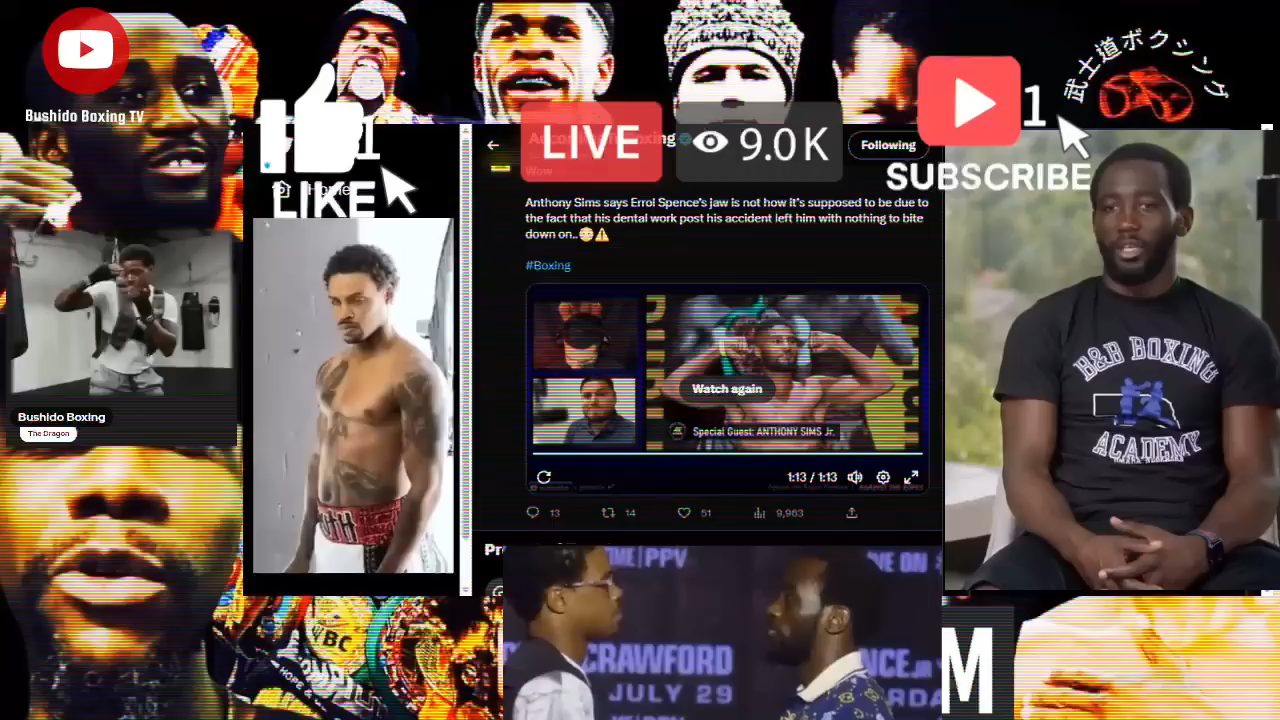 Bushido Boxing TV
LIKE
LIVE
9.0K
Following
1
SUBSCRIBE
武士道ボクシング
Wow
Anthony Sims says Errol Spence's jaw is not how it's supposed to be due to
the fact that his dental work post his accident left him with nothing to bite
down on..
#Boxing
Watch again
Special Guest: ANTHONY SIMS Jr.
1:13 / 1:13
13
14
51
9,963
Bushido Boxing
The Dragon
B&B BOXING
ACADEMY
CRAWFORD
JULY 29
M